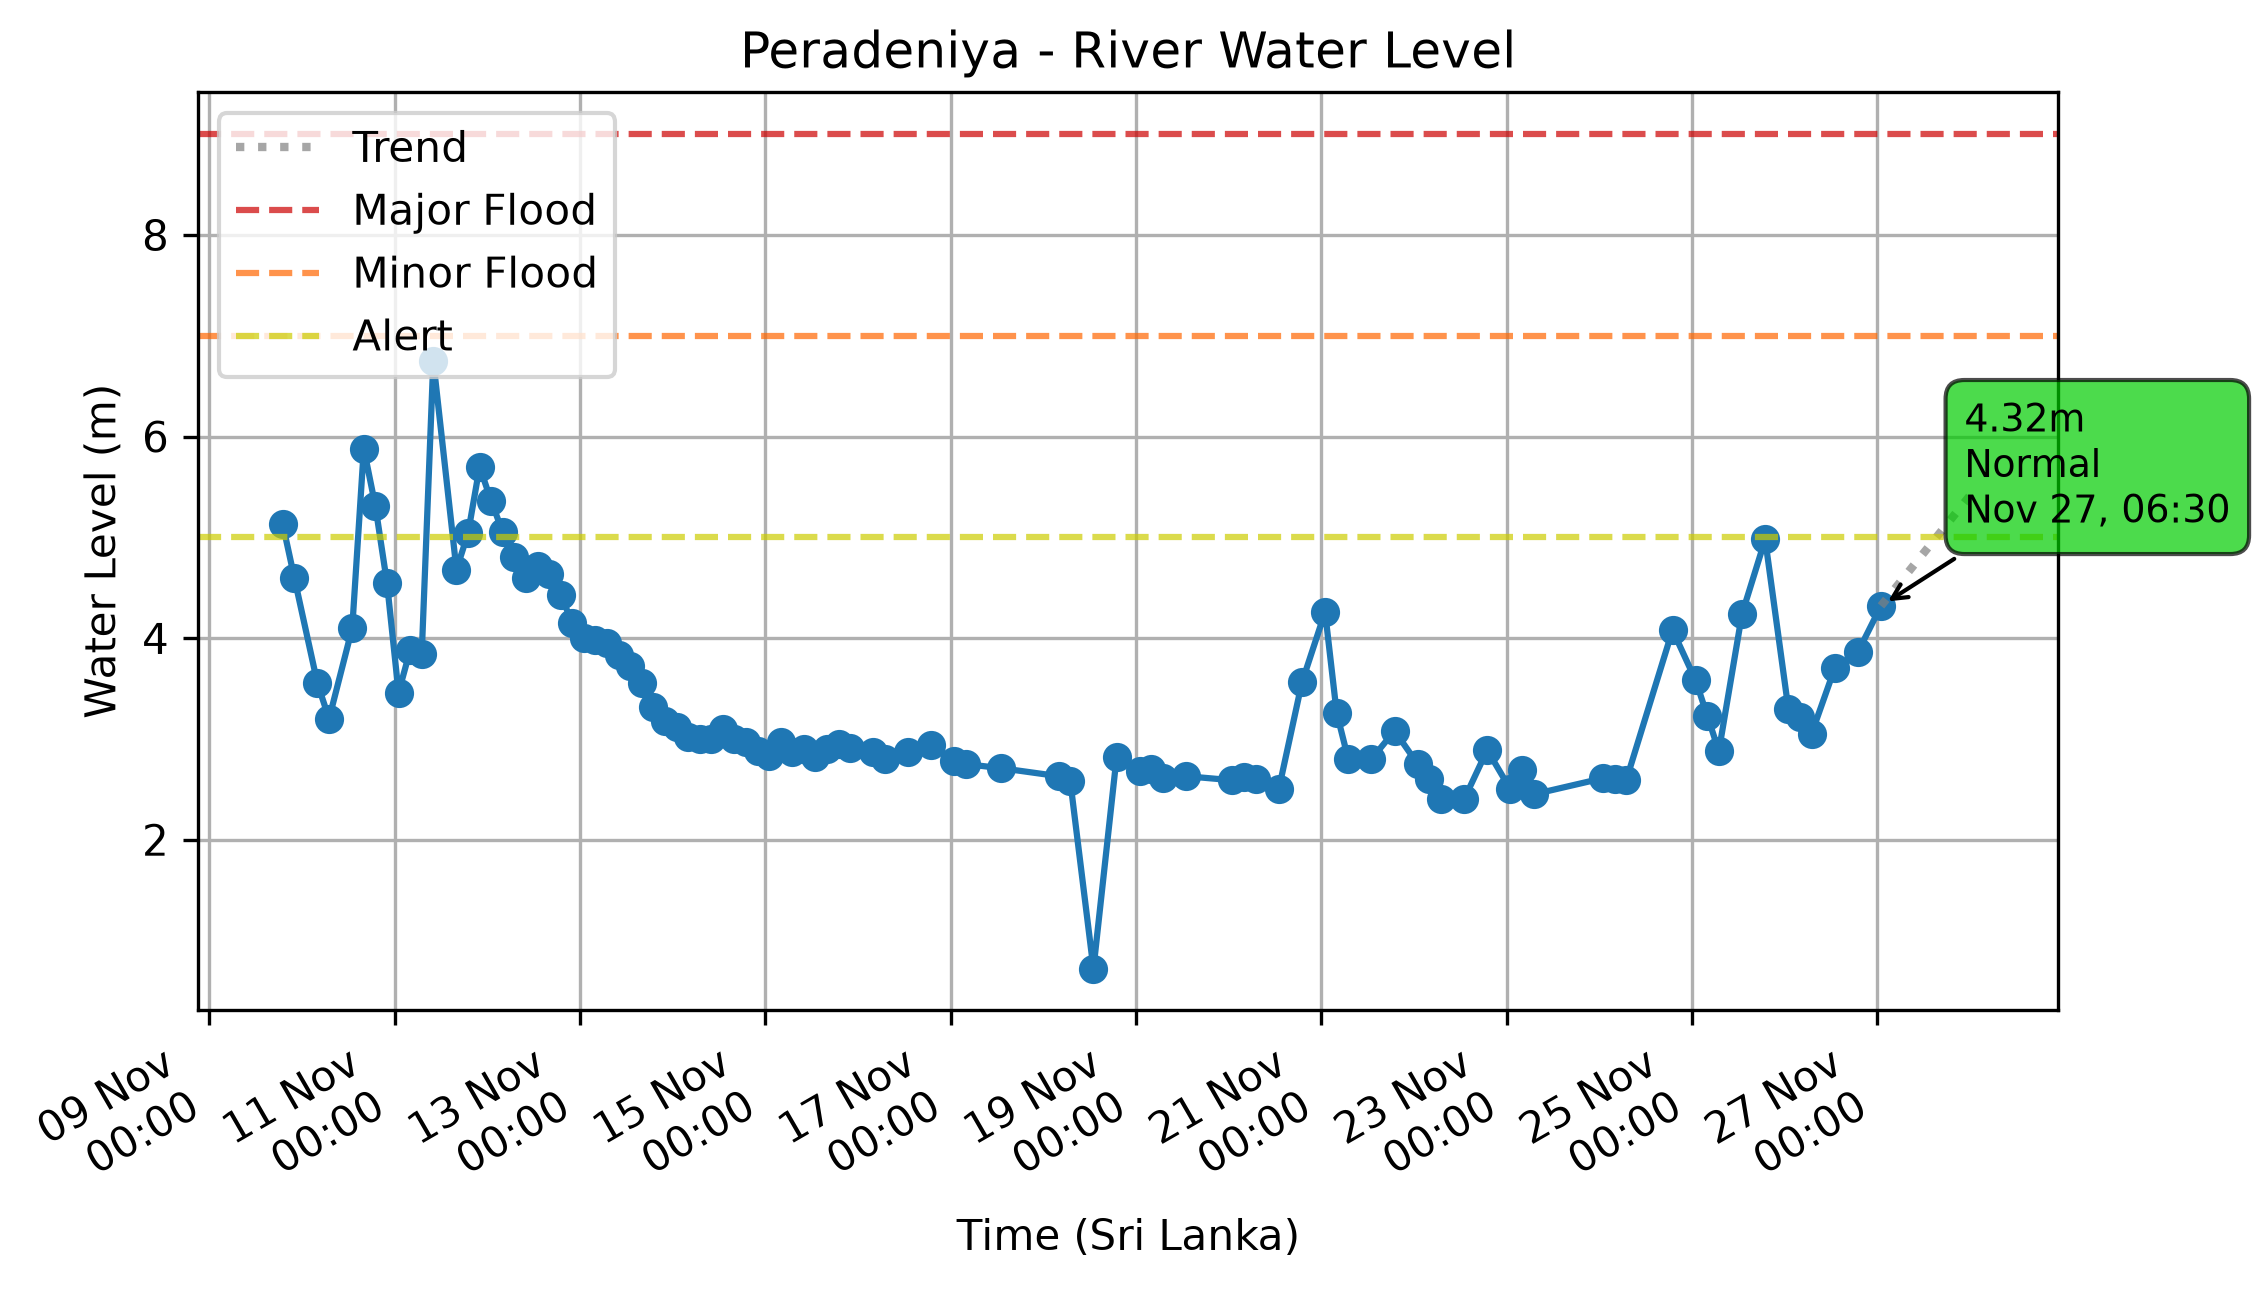 Peradeniya - River Water Level
Trend
Major Flood
Minor Flood
Alert
4.32m
Normal
Nov 27, 06:30
Water Level (m)
8
6
4
2
09 Nov
00:00
11 Nov
00:00
13 Nov
00:00
15 Nov
00:00
17 Nov
00:00
19 Nov
00:00
21 Nov
00:00
23 Nov
00:00
25 Nov
00:00
27 Nov
00:00
Time (Sri Lanka)